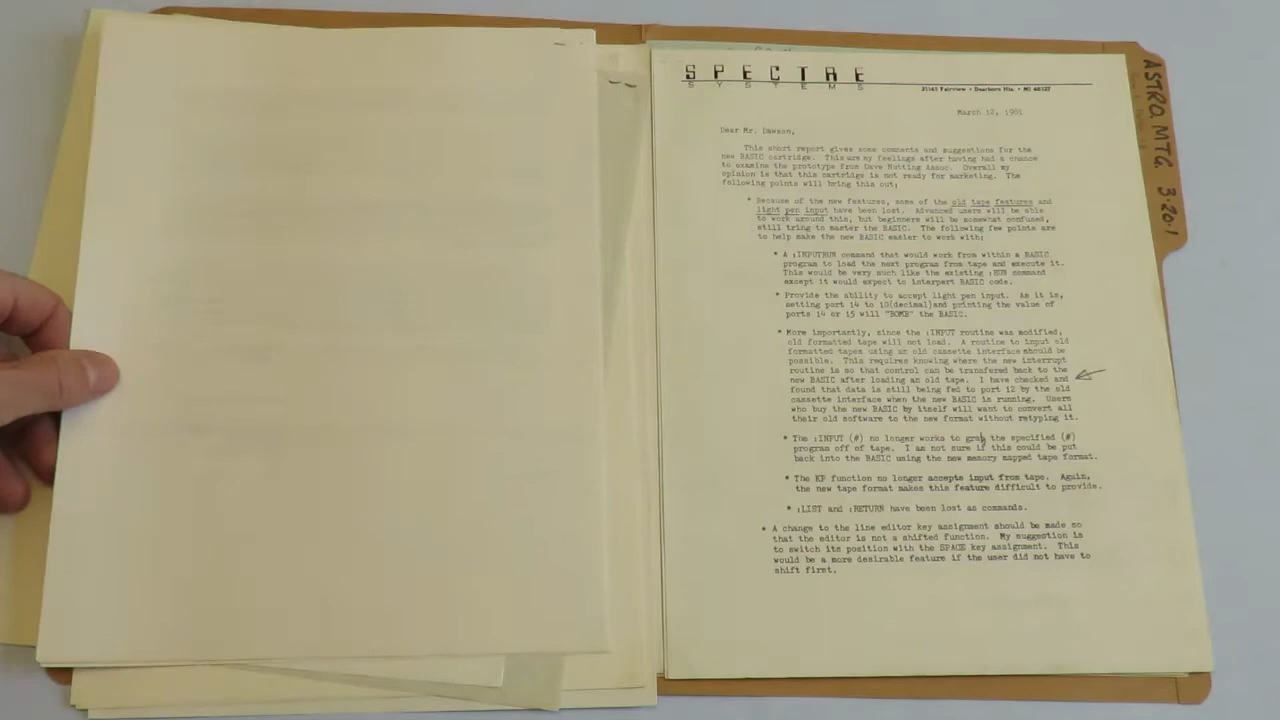 SPECTRE
SYSTEMS
31143 Fairview • Dearborn Hts. • MI 48127
March 12, 1981
Dear Mr. Dawson,
This short report gives some comments and suggestions for the
new BASIC cartridge. This are my feelings after having had a chance
to examine the prototype from Dave Nutting Assoc. Overall my
opinion is that this cartridge is not ready for marketing. The
following points will bring this out;
* Because of the new features, some of the old tape features and
light pen input have been lost. Advanced users will be able
to work around this, but beginners will be somewhat confused,
still trying to master the BASIC. The following few points are
to help make the new BASIC easier to work with;
* A :INPUTRUN command that would work from within a BASIC
program to load the next program from tape and execute it.
This would be very much like the existing :RUN command
except it would expect to interpert BASIC code.
* Provide the ability to accept light pen input. As it is,
setting port 14 to 10(decimal)and printing the value of
ports 14 or 15 will "BOMB" the BASIC.
* More importantly, since the :INPUT routine was modified,
old formatted tape will not load. A routine to input old
formatted tapes using an old cassette interface should be
possible. This requires knowing where the new interrupt
routine is so that control can be transfered back to the
new BASIC after loading an old tape. I have checked and
found that data is still being fed to port 12 by the old
cassette interface when the new BASIC is running. Users
who buy the new BASIC by itself will want to convert all
their old software to the new format without retyping it.
* The :INPUT (#) no longer works to grab the specified (#)
program off of tape. I am not sure if this could be put
back into the BASIC using the new memory mapped tape format.
* The KP function no longer accepts input from tape. Again,
the new tape format makes this feature difficult to provide.
* :LIST and :RETURN have been lost as commands.
* A change to the line editor key assignment should be made so
that the editor is not a shifted function. My suggestion is
to switch its position with the SPACE key assignment. This
would be a more desirable feature if the user did not have to
shift first.
ASTRO. MTG. 3.20.1